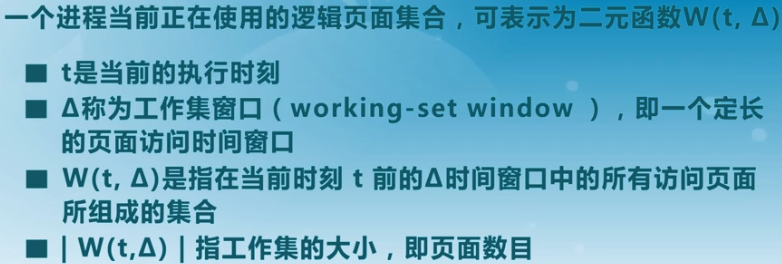 一个进程当前正在使用的逻辑页面集合，可表示为二元函数W(t, Δ)
■ t是当前的执行时刻
■ Δ称为工作集窗口（working-set window ），即一个定长
的页面访问时间窗口
■ W(t, Δ)是指在当前时刻 t 前的Δ时间窗口中的所有访问页面
所组成的集合
■ | W(t,Δ) | 指工作集的大小，即页面数目